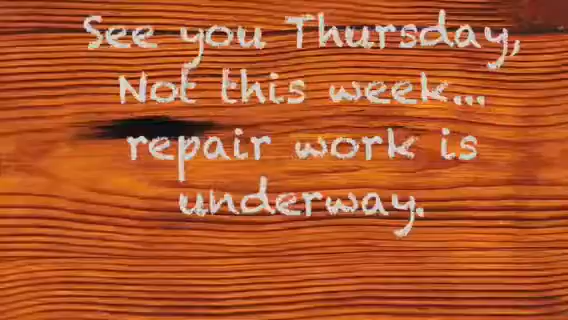 See you Thursday,
Not this week...
repair work is
underway.